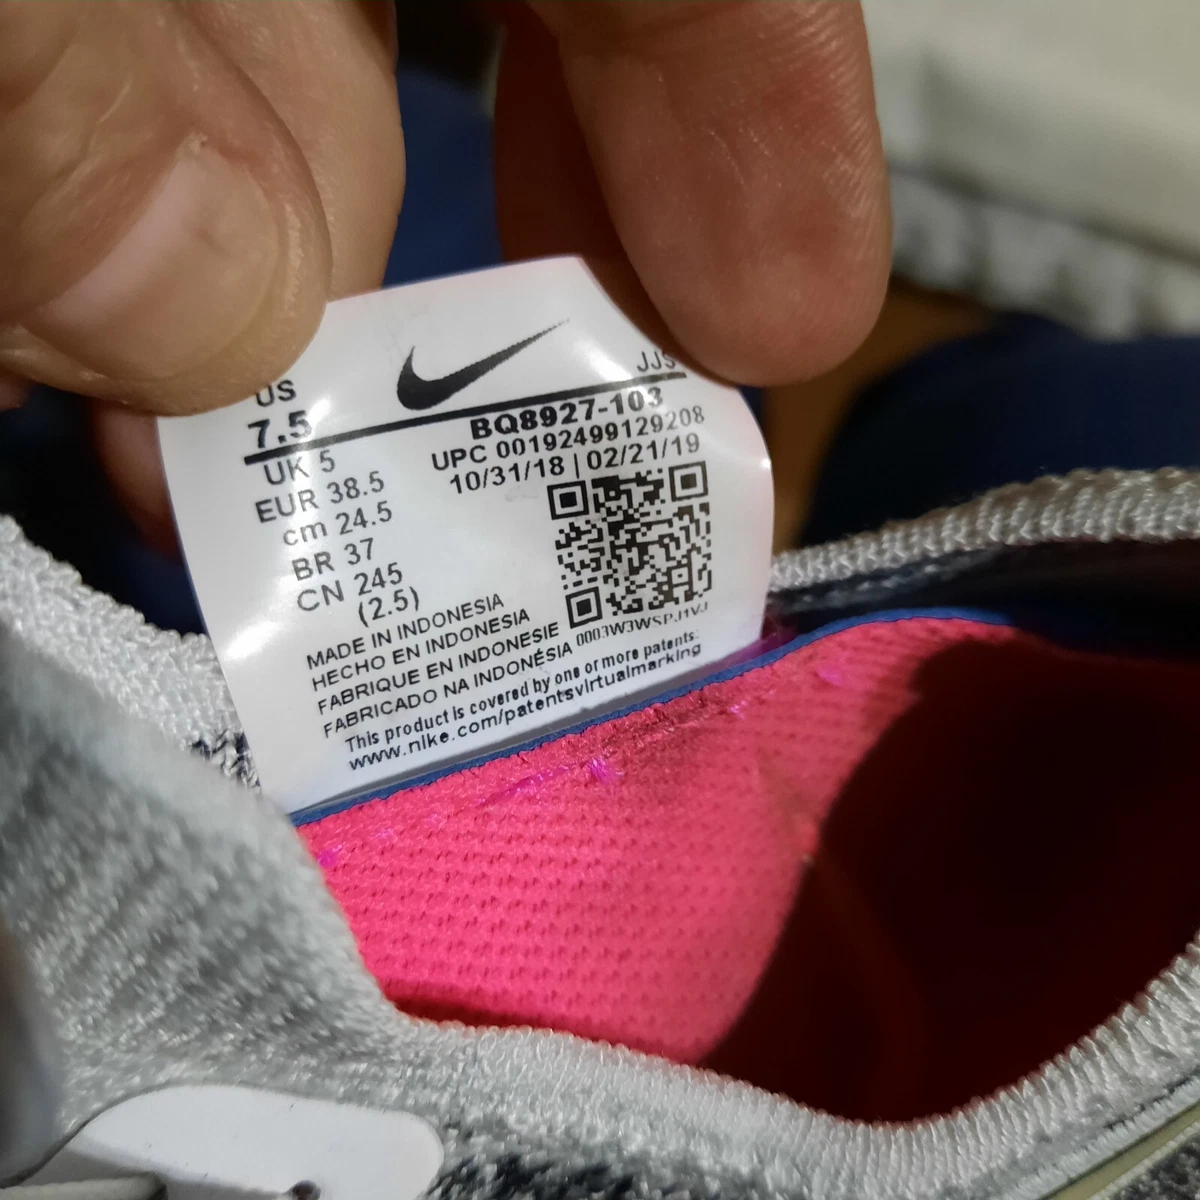 US
7.5
JJS
BQ8927-103
UPC 00192499129208
10/31/18 | 02/21/19
UK 5
EUR 38.5
cm 24.5
BR 37
CN 245
(2.5)
MADE IN INDONESIA
HECHO EN INDONESIA
FABRIQUE EN INDONESIE
FABRICADO NA INDONÉSIA
0003W3WSPJ1VJ
This product is covered by one or more patents:
www.nike.com/patentsvirtualmarking